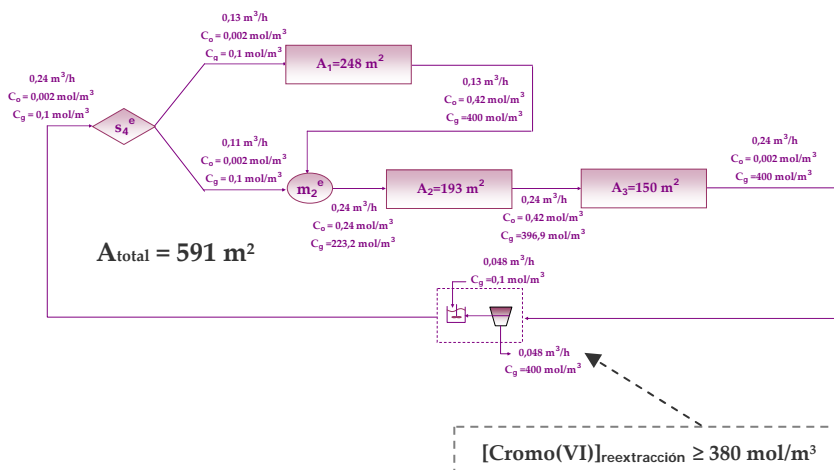 0,13 m³/h
Cₒ = 0,002 mol/m³
C_g = 0,1 mol/m³
A₁=248 m²
0,24 m³/h
Cₒ = 0,002 mol/m³
C_g = 0,1 mol/m³
0,13 m³/h
Cₒ = 0,42 mol/m³
C_g =400 mol/m³
s₄ᵉ
0,11 m³/h
Cₒ = 0,002 mol/m³
C_g = 0,1 mol/m³
m₂ᵉ
A₂=193 m²
A₃=150 m²
0,24 m³/h
Cₒ = 0,002 mol/m³
C_g =400 mol/m³
0,24 m³/h
Cₒ = 0,24 mol/m³
C_g =223,2 mol/m³
0,24 m³/h
Cₒ = 0,42 mol/m³
C_g =396,9 mol/m³
A_total = 591 m²
0,048 m³/h
C_g =0,1 mol/m³
0,048 m³/h
C_g =400 mol/m³
[Cromo(VI)]reextracción ≥ 380 mol/m³